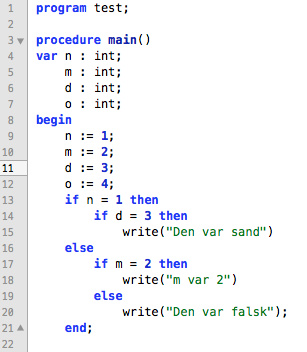 1 program test;
2
3 procedure main()
4 var n : int;
5 m : int;
6 d : int;
7 o : int;
8 begin
9 n := 1;
10 m := 2;
11 d := 3;
12 o := 4;
13 if n = 1 then
14 if d = 3 then
15 write("Den var sand")
16 else
17 if m = 2 then
18 write("m var 2")
19 else
20 write("Den var falsk");
21 end;
22